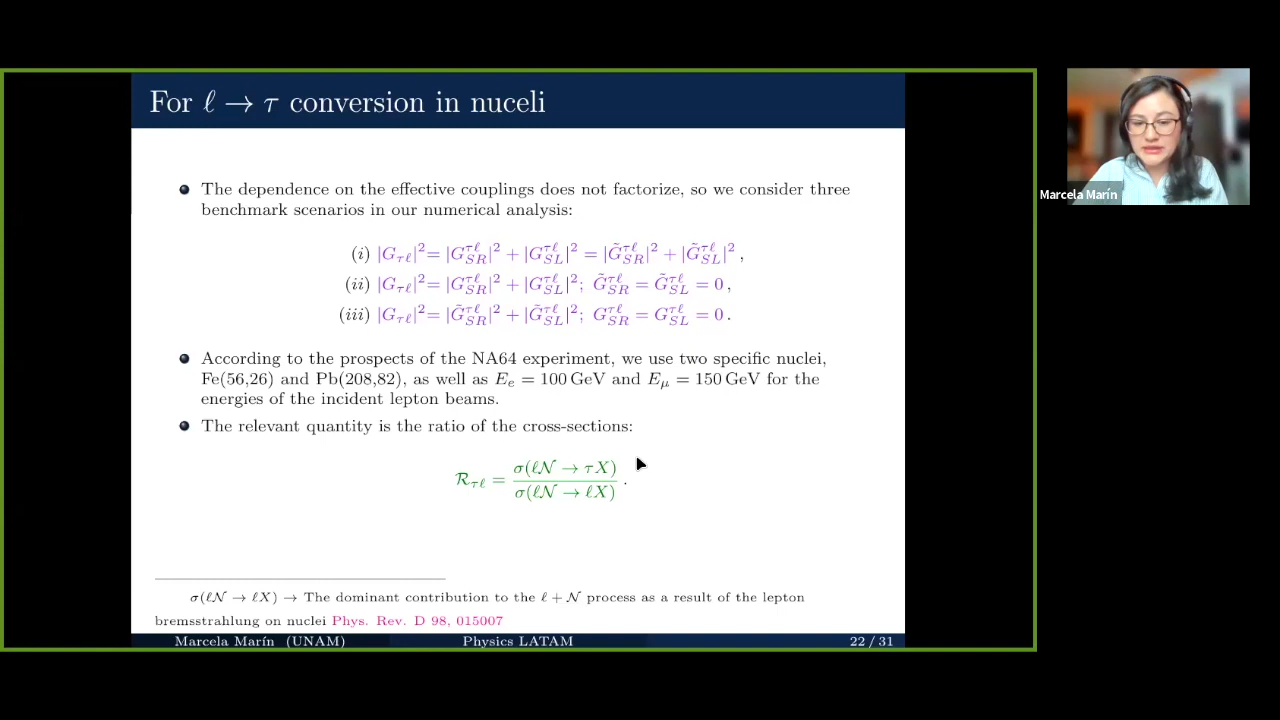 For ℓ → τ conversion in nuceli
The dependence on the effective couplings does not factorize, so we consider three
benchmark scenarios in our numerical analysis:
(i) |G_{τℓ}|² = |G_{SR}^{τℓ}|² + |G_{SL}^{τℓ}|² = |G̃_{SR}^{τℓ}|² + |G̃_{SL}^{τℓ}|² ,
(ii) |G_{τℓ}|² = |G_{SR}^{τℓ}|² + |G_{SL}^{τℓ}|²; G̃_{SR}^{τℓ} = G̃_{SL}^{τℓ} = 0 ,
(iii) |G_{τℓ}|² = |G̃_{SR}^{τℓ}|² + |G̃_{SL}^{τℓ}|²; G_{SR}^{τℓ} = G_{SL}^{τℓ} = 0 .
According to the prospects of the NA64 experiment, we use two specific nuclei,
Fe(56,26) and Pb(208,82), as well as E_e = 100 GeV and E_μ = 150 GeV for the
energies of the incident lepton beams.
The relevant quantity is the ratio of the cross-sections:
ℛ_{τℓ} = σ(ℓ𝒩 → τX) / σ(ℓ𝒩 → ℓX) .
σ(ℓ𝒩 → ℓX) → The dominant contribution to the ℓ + 𝒩 process as a result of the lepton
bremsstrahlung on nuclei Phys. Rev. D 98, 015007
Marcela Marín (UNAM) Physics LATAM 22 / 31
Marcela Marín